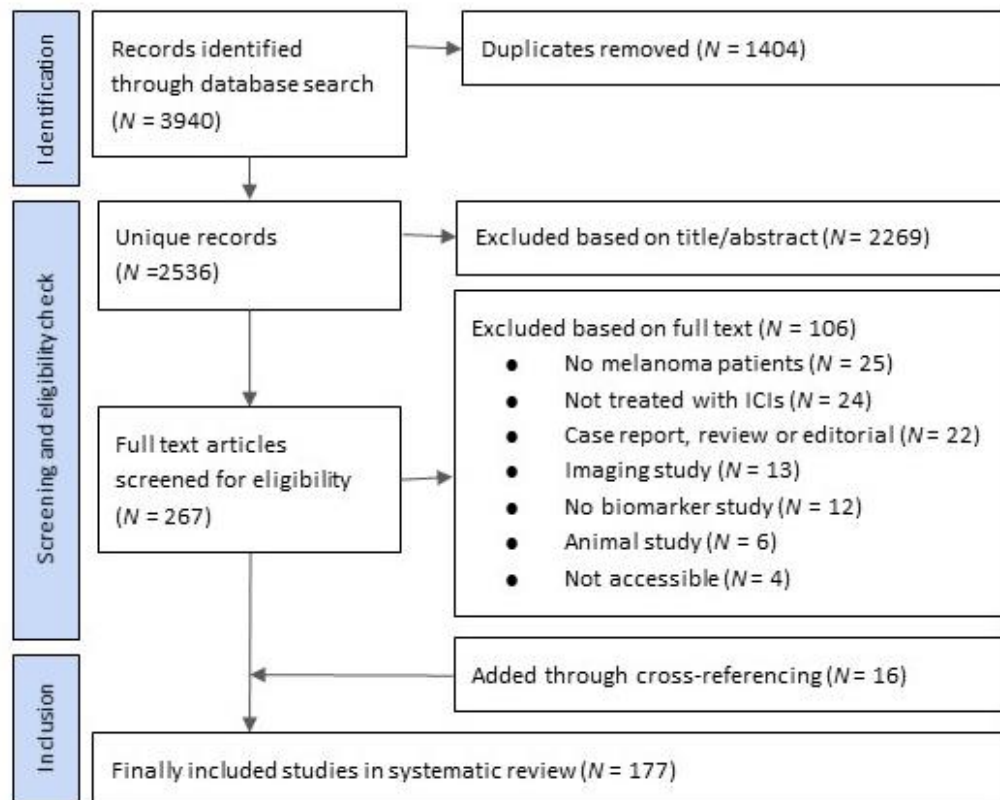 Identification
Records identified
through database search
(N = 3940)
Duplicates removed (N = 1404)
Screening and eligibility check
Unique records
(N =2536)
Excluded based on title/abstract (N= 2269)
Full text articles
screened for eligibility
(N = 267)
Excluded based on full text (N = 106)
● No melanoma patients (N = 25)
● Not treated with ICIs (N = 24)
● Case report, review or editorial (N= 22)
● Imaging study (N = 13)
● No biomarker study (N = 12)
● Animal study (N = 6)
● Not accessible (N= 4)
Added through cross-referencing (N= 16)
Inclusion
Finally included studies in systematic review (N = 177)